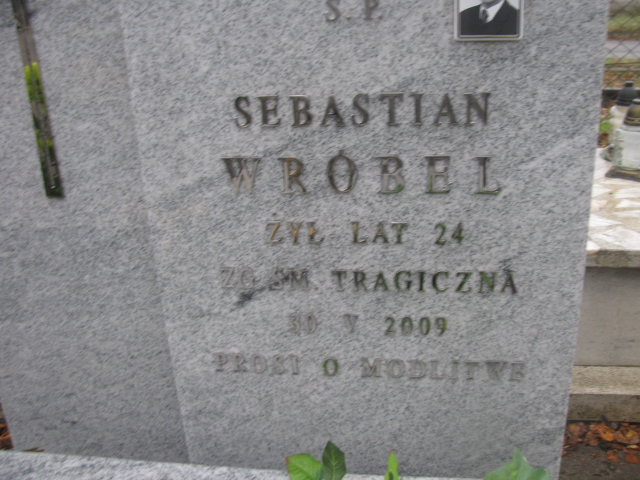 Ś.P.
SEBASTIAN
WRÓBEL
ŻYŁ LAT 24
ZG. ŚM. TRAGICZNĄ
30 V 2009
PROSI O MODLITWĘ